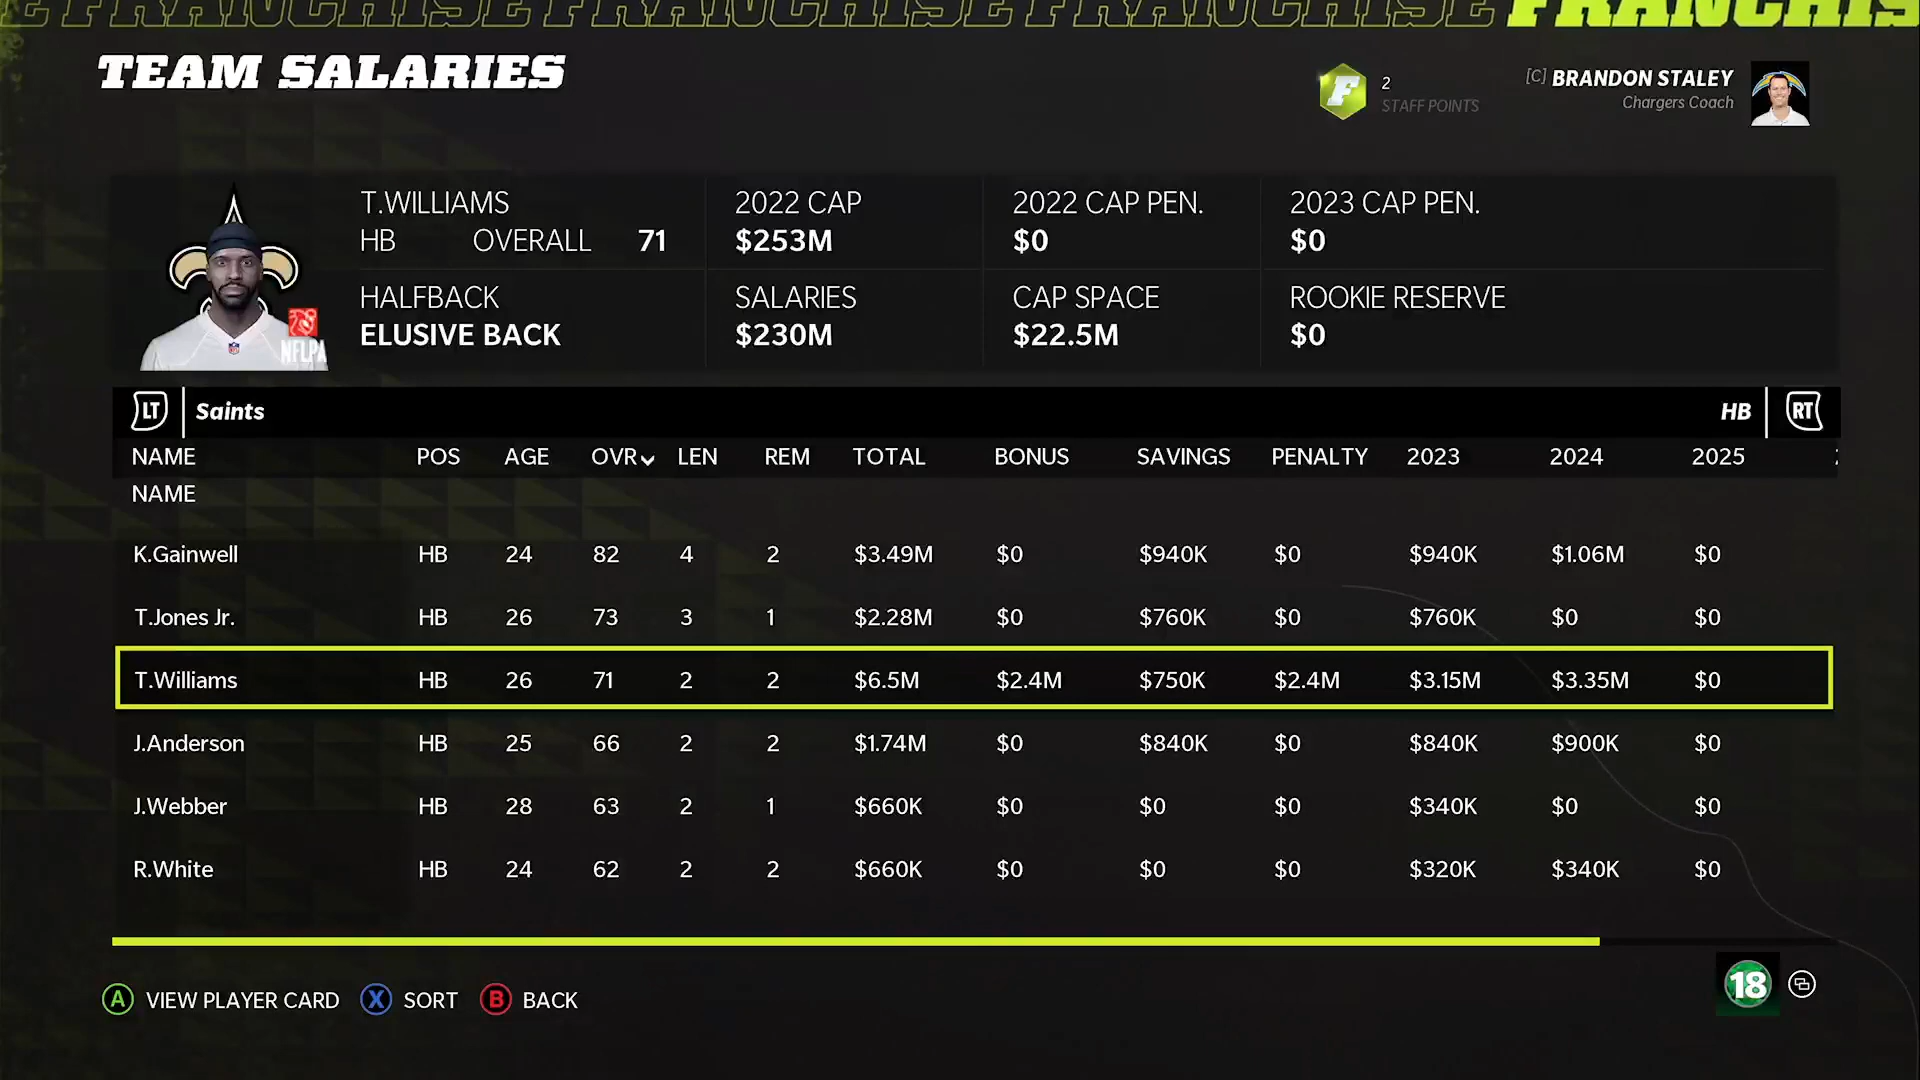 FRANCHISE FRANCHISE FRANCHISE FRANCHIS
TEAM SALARIES
2
STAFF POINTS
[C] BRANDON STALEY
Chargers Coach
T.WILLIAMS
HB OVERALL 71
HALFBACK
ELUSIVE BACK
2022 CAP
$253M
SALARIES
$230M
2022 CAP PEN.
$0
CAP SPACE
$22.5M
2023 CAP PEN.
$0
ROOKIE RESERVE
$0
NFLPA
LT Saints HB RT
NAME POS AGE OVR LEN REM TOTAL BONUS SAVINGS PENALTY 2023 2024 2025
NAME
K.Gainwell HB 24 82 4 2 $3.49M $0 $940K $0 $940K $1.06M $0
T.Jones Jr. HB 26 73 3 1 $2.28M $0 $760K $0 $760K $0 $0
T.Williams HB 26 71 2 2 $6.5M $2.4M $750K $2.4M $3.15M $3.35M $0
J.Anderson HB 25 66 2 2 $1.74M $0 $840K $0 $840K $900K $0
J.Webber HB 28 63 2 1 $660K $0 $0 $0 $340K $0 $0
R.White HB 24 62 2 2 $660K $0 $0 $0 $320K $340K $0
A VIEW PLAYER CARD X SORT B BACK
18